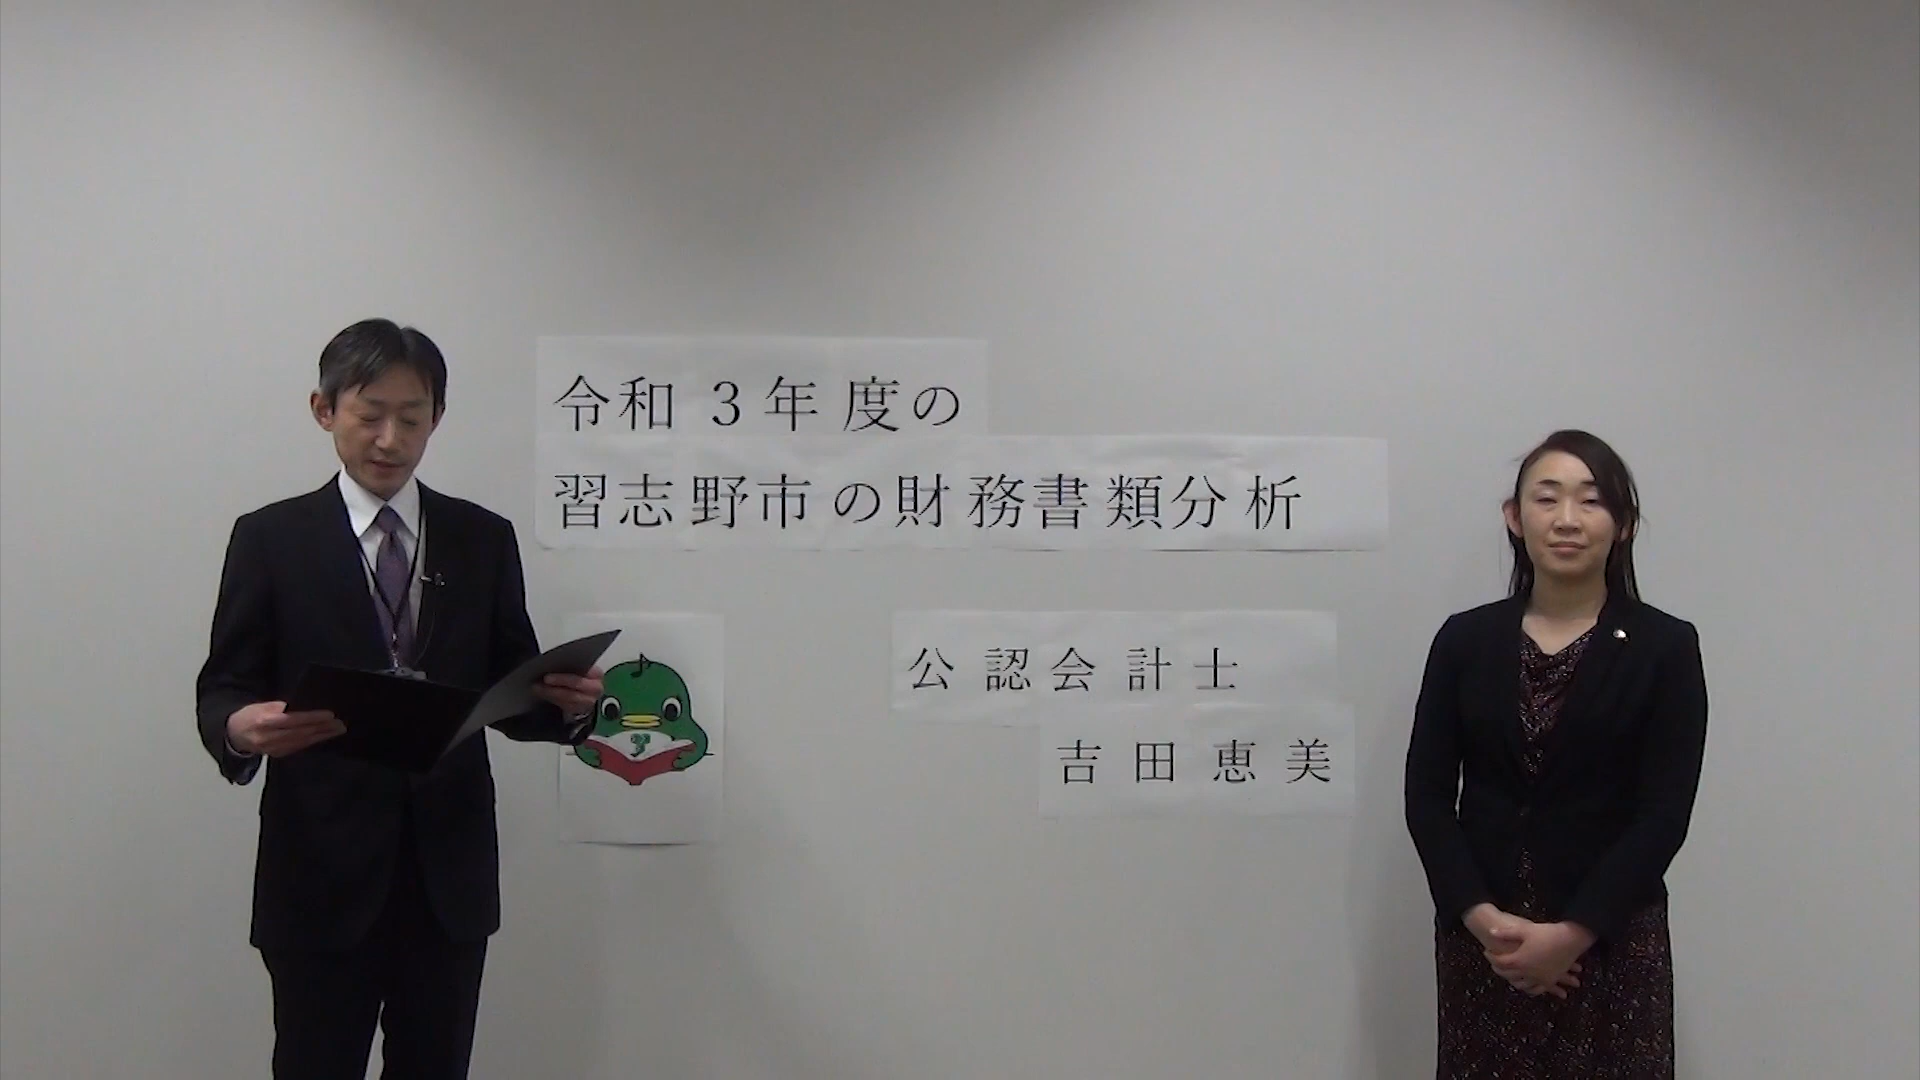 令和3年度の
習志野市の財務書類分析
公認会計士
吉田恵美